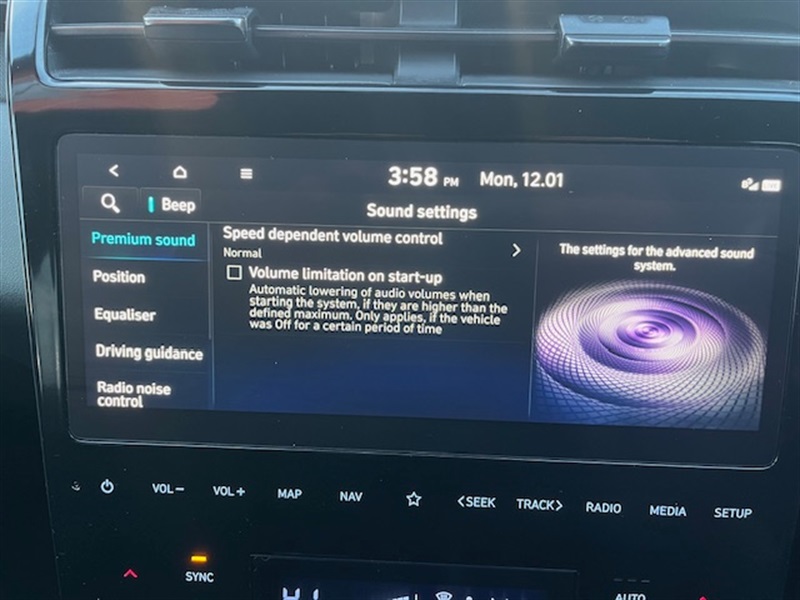 3:58 PM Mon, 12.01
Beep
Sound settings
Premium sound
Position
Equaliser
Driving guidance
Radio noise
control
Speed dependent volume control
Normal
Volume limitation on start-up
Automatic lowering of audio volumes when
starting the system, if they are higher than the
defined maximum. Only applies, if the vehicle
was Off for a certain period of time
The settings for the advanced sound
system.
VOL− VOL+ MAP NAV <SEEK TRACK> RADIO MEDIA SETUP
SYNC
AUTO